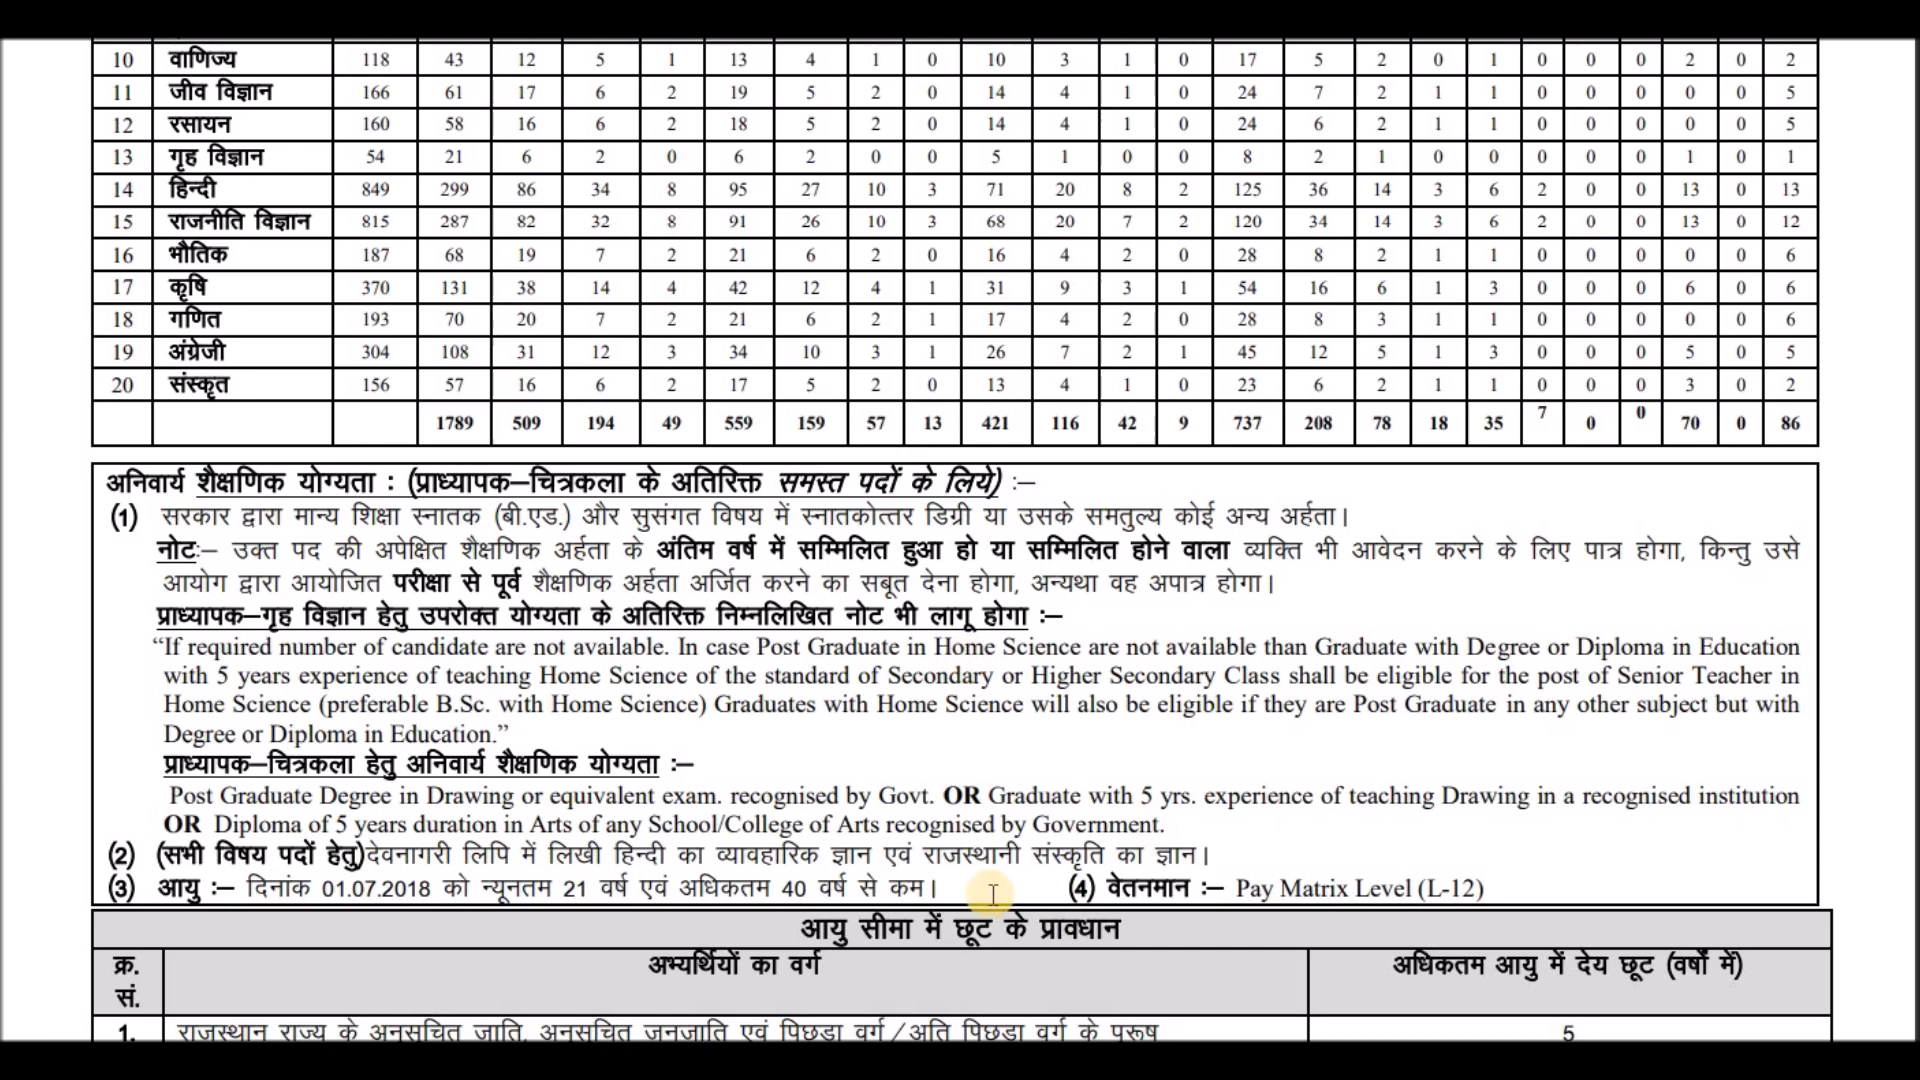 10 वाणिज्य 118 43 12 5 1 13 4 1 0 10 3 1 0 17 5 2 0 1 0 0 0 2 0 2
11 जीव विज्ञान 166 61 17 6 2 19 5 2 0 14 4 1 0 24 7 2 1 1 0 0 0 0 0 5
12 रसायन 160 58 16 6 2 18 5 2 0 14 4 1 0 24 6 2 1 1 0 0 0 0 0 5
13 गृह विज्ञान 54 21 6 2 0 6 2 0 0 5 1 0 0 8 2 1 0 0 0 0 0 1 0 1
14 हिन्दी 849 299 86 34 8 95 27 10 3 71 20 8 2 125 36 14 3 6 2 0 0 13 0 13
15 राजनीति विज्ञान 815 287 82 32 8 91 26 10 3 68 20 7 2 120 34 14 3 6 2 0 0 13 0 12
16 भौतिक 187 68 19 7 2 21 6 2 0 16 4 2 0 28 8 2 1 1 0 0 0 0 0 6
17 कृषि 370 131 38 14 4 42 12 4 1 31 9 3 1 54 16 6 1 3 0 0 0 6 0 6
18 गणित 193 70 20 7 2 21 6 2 1 17 4 2 0 28 8 3 1 1 0 0 0 0 0 6
19 अंग्रेजी 304 108 31 12 3 34 10 3 1 26 7 2 1 45 12 5 1 3 0 0 0 5 0 5
20 संस्कृत 156 57 16 6 2 17 5 2 0 13 4 1 0 23 6 2 1 1 0 0 0 3 0 2
1789 509 194 49 559 159 57 13 421 116 42 9 737 208 78 18 35 7 0 0 70 0 86
अनिवार्य शैक्षणिक योग्यता : (प्राध्यापक–चित्रकला के अतिरिक्त समस्त पदों के लिये) :–
(1) सरकार द्वारा मान्य शिक्षा स्नातक (बी.एड.) और सुसंगत विषय में स्नातकोत्तर डिग्री या उसके समतुल्य कोई अन्य अर्हता।
नोटः– उक्त पद की अपेक्षित शैक्षणिक अर्हता के अंतिम वर्ष में सम्मिलित हुआ हो या सम्मिलित होने वाला व्यक्ति भी आवेदन करने के लिए पात्र होगा, किन्तु उसे
आयोग द्वारा आयोजित परीक्षा से पूर्व शैक्षणिक अर्हता अर्जित करने का सबूत देना होगा, अन्यथा वह अपात्र होगा।
प्राध्यापक–गृह विज्ञान हेतु उपरोक्त योग्यता के अतिरिक्त निम्नलिखित नोट भी लागू होगा :–
“If required number of candidate are not available. In case Post Graduate in Home Science are not available than Graduate with Degree or Diploma in Education
with 5 years experience of teaching Home Science of the standard of Secondary or Higher Secondary Class shall be eligible for the post of Senior Teacher in
Home Science (preferable B.Sc. with Home Science) Graduates with Home Science will also be eligible if they are Post Graduate in any other subject but with
Degree or Diploma in Education.”
प्राध्यापक–चित्रकला हेतु अनिवार्य शैक्षणिक योग्यता :–
Post Graduate Degree in Drawing or equivalent exam. recognised by Govt. OR Graduate with 5 yrs. experience of teaching Drawing in a recognised institution
OR Diploma of 5 years duration in Arts of any School/College of Arts recognised by Government.
(2) (सभी विषय पदों हेतु)देवनागरी लिपि में लिखी हिन्दी का व्यावहारिक ज्ञान एवं राजस्थानी संस्कृति का ज्ञान।
(3) आयु :– दिनांक 01.07.2018 को न्यूनतम 21 वर्ष एवं अधिकतम 40 वर्ष से कम। (4) वेतनमान :– Pay Matrix Level (L-12)
आयु सीमा में छूट के प्रावधान
क्र. सं. अभ्यर्थियों का वर्ग अधिकतम आयु में देय छूट (वर्षों में)
1. राजस्थान राज्य के अनुसूचित जाति, अनुसूचित जनजाति एवं पिछडा वर्ग/अति पिछडा वर्ग के पुरूष 5